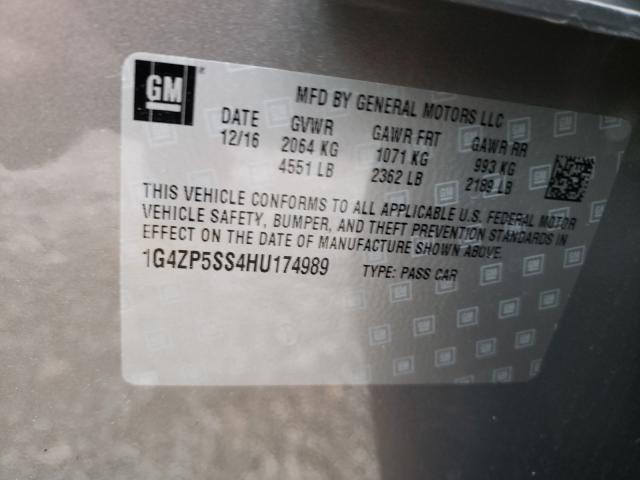 GM
MFD BY GENERAL MOTORS LLC
DATE GVWR GAWR FRT GAWR RR
12/16 2064 KG 1071 KG 993 KG
4551 LB 2362 LB 2189 LB
THIS VEHICLE CONFORMS TO ALL APPLICABLE U.S. FEDERAL MOTOR
VEHICLE SAFETY, BUMPER, AND THEFT PREVENTION STANDARDS IN
EFFECT ON THE DATE OF MANUFACTURE SHOWN ABOVE.
1G4ZP5SS4HU174989 TYPE: PASS CAR